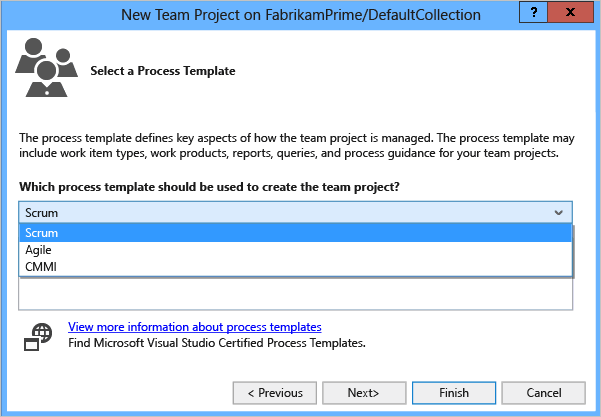 New Team Project on FabrikamPrime/DefaultCollection
?
x
Select a Process Template
The process template defines key aspects of how the team project is managed. The process template may
include work item types, work products, reports, queries, and process guidance for your team projects.
Which process template should be used to create the team project?
Scrum
Scrum
Agile
CMMI
View more information about process templates
Find Microsoft Visual Studio Certified Process Templates.
< Previous
Next>
Finish
Cancel